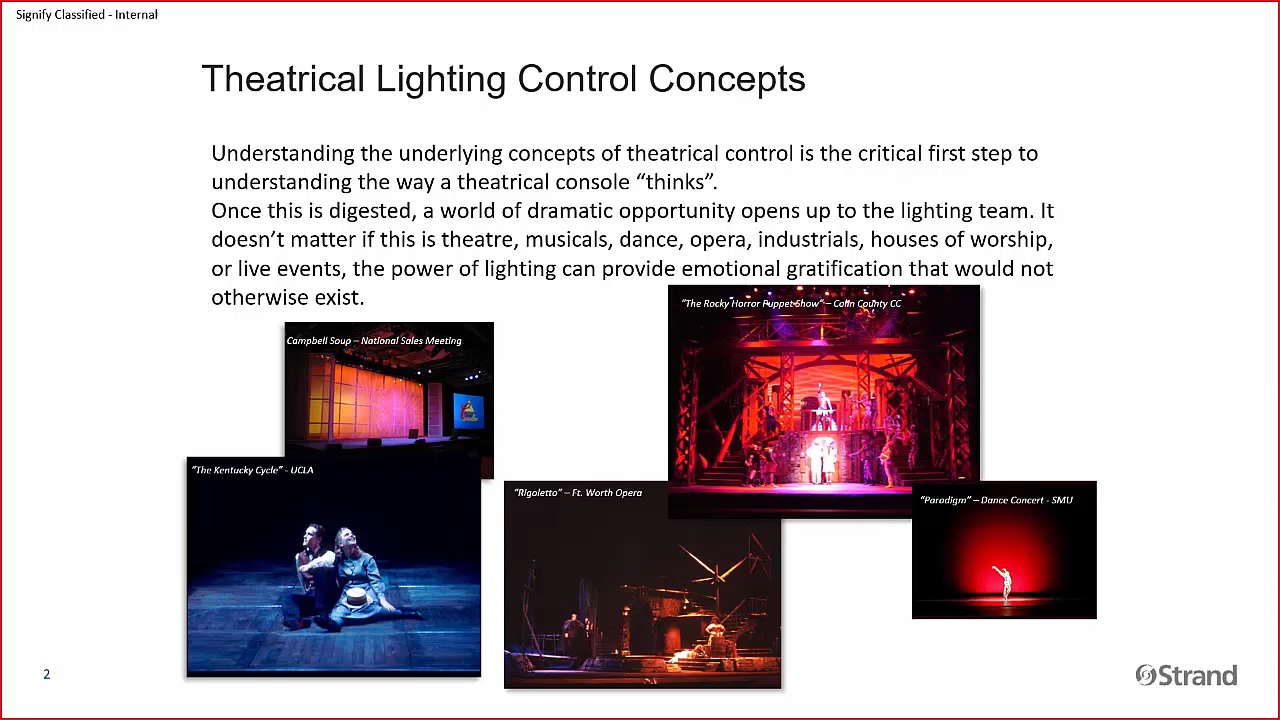 Signify Classified - Internal
Theatrical Lighting Control Concepts
Understanding the underlying concepts of theatrical control is the critical first step to
understanding the way a theatrical console “thinks”.
Once this is digested, a world of dramatic opportunity opens up to the lighting team. It
doesn’t matter if this is theatre, musicals, dance, opera, industrials, houses of worship,
or live events, the power of lighting can provide emotional gratification that would not
otherwise exist.
“The Rocky Horror Puppet Show” – Colin County CC
Campbell Soup – National Sales Meeting
“The Kentucky Cycle” - UCLA
“Rigoletto” – Ft. Worth Opera
“Paradigm” – Dance Concert - SMU
2
Strand